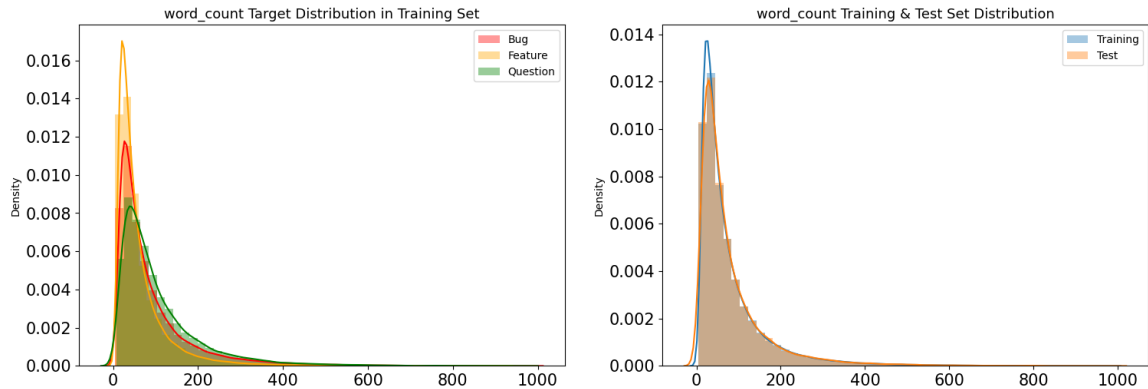 word_count Target Distribution in Training Set
Bug
Feature
Question
0.016
0.014
0.012
0.010
0.008
0.006
0.004
0.002
0.000
Density
0 200 400 600 800 1000
word_count Training & Test Set Distribution
Training
Test
0.014
0.012
0.010
0.008
0.006
0.004
0.002
0.000
Density
0 200 400 600 800 1000